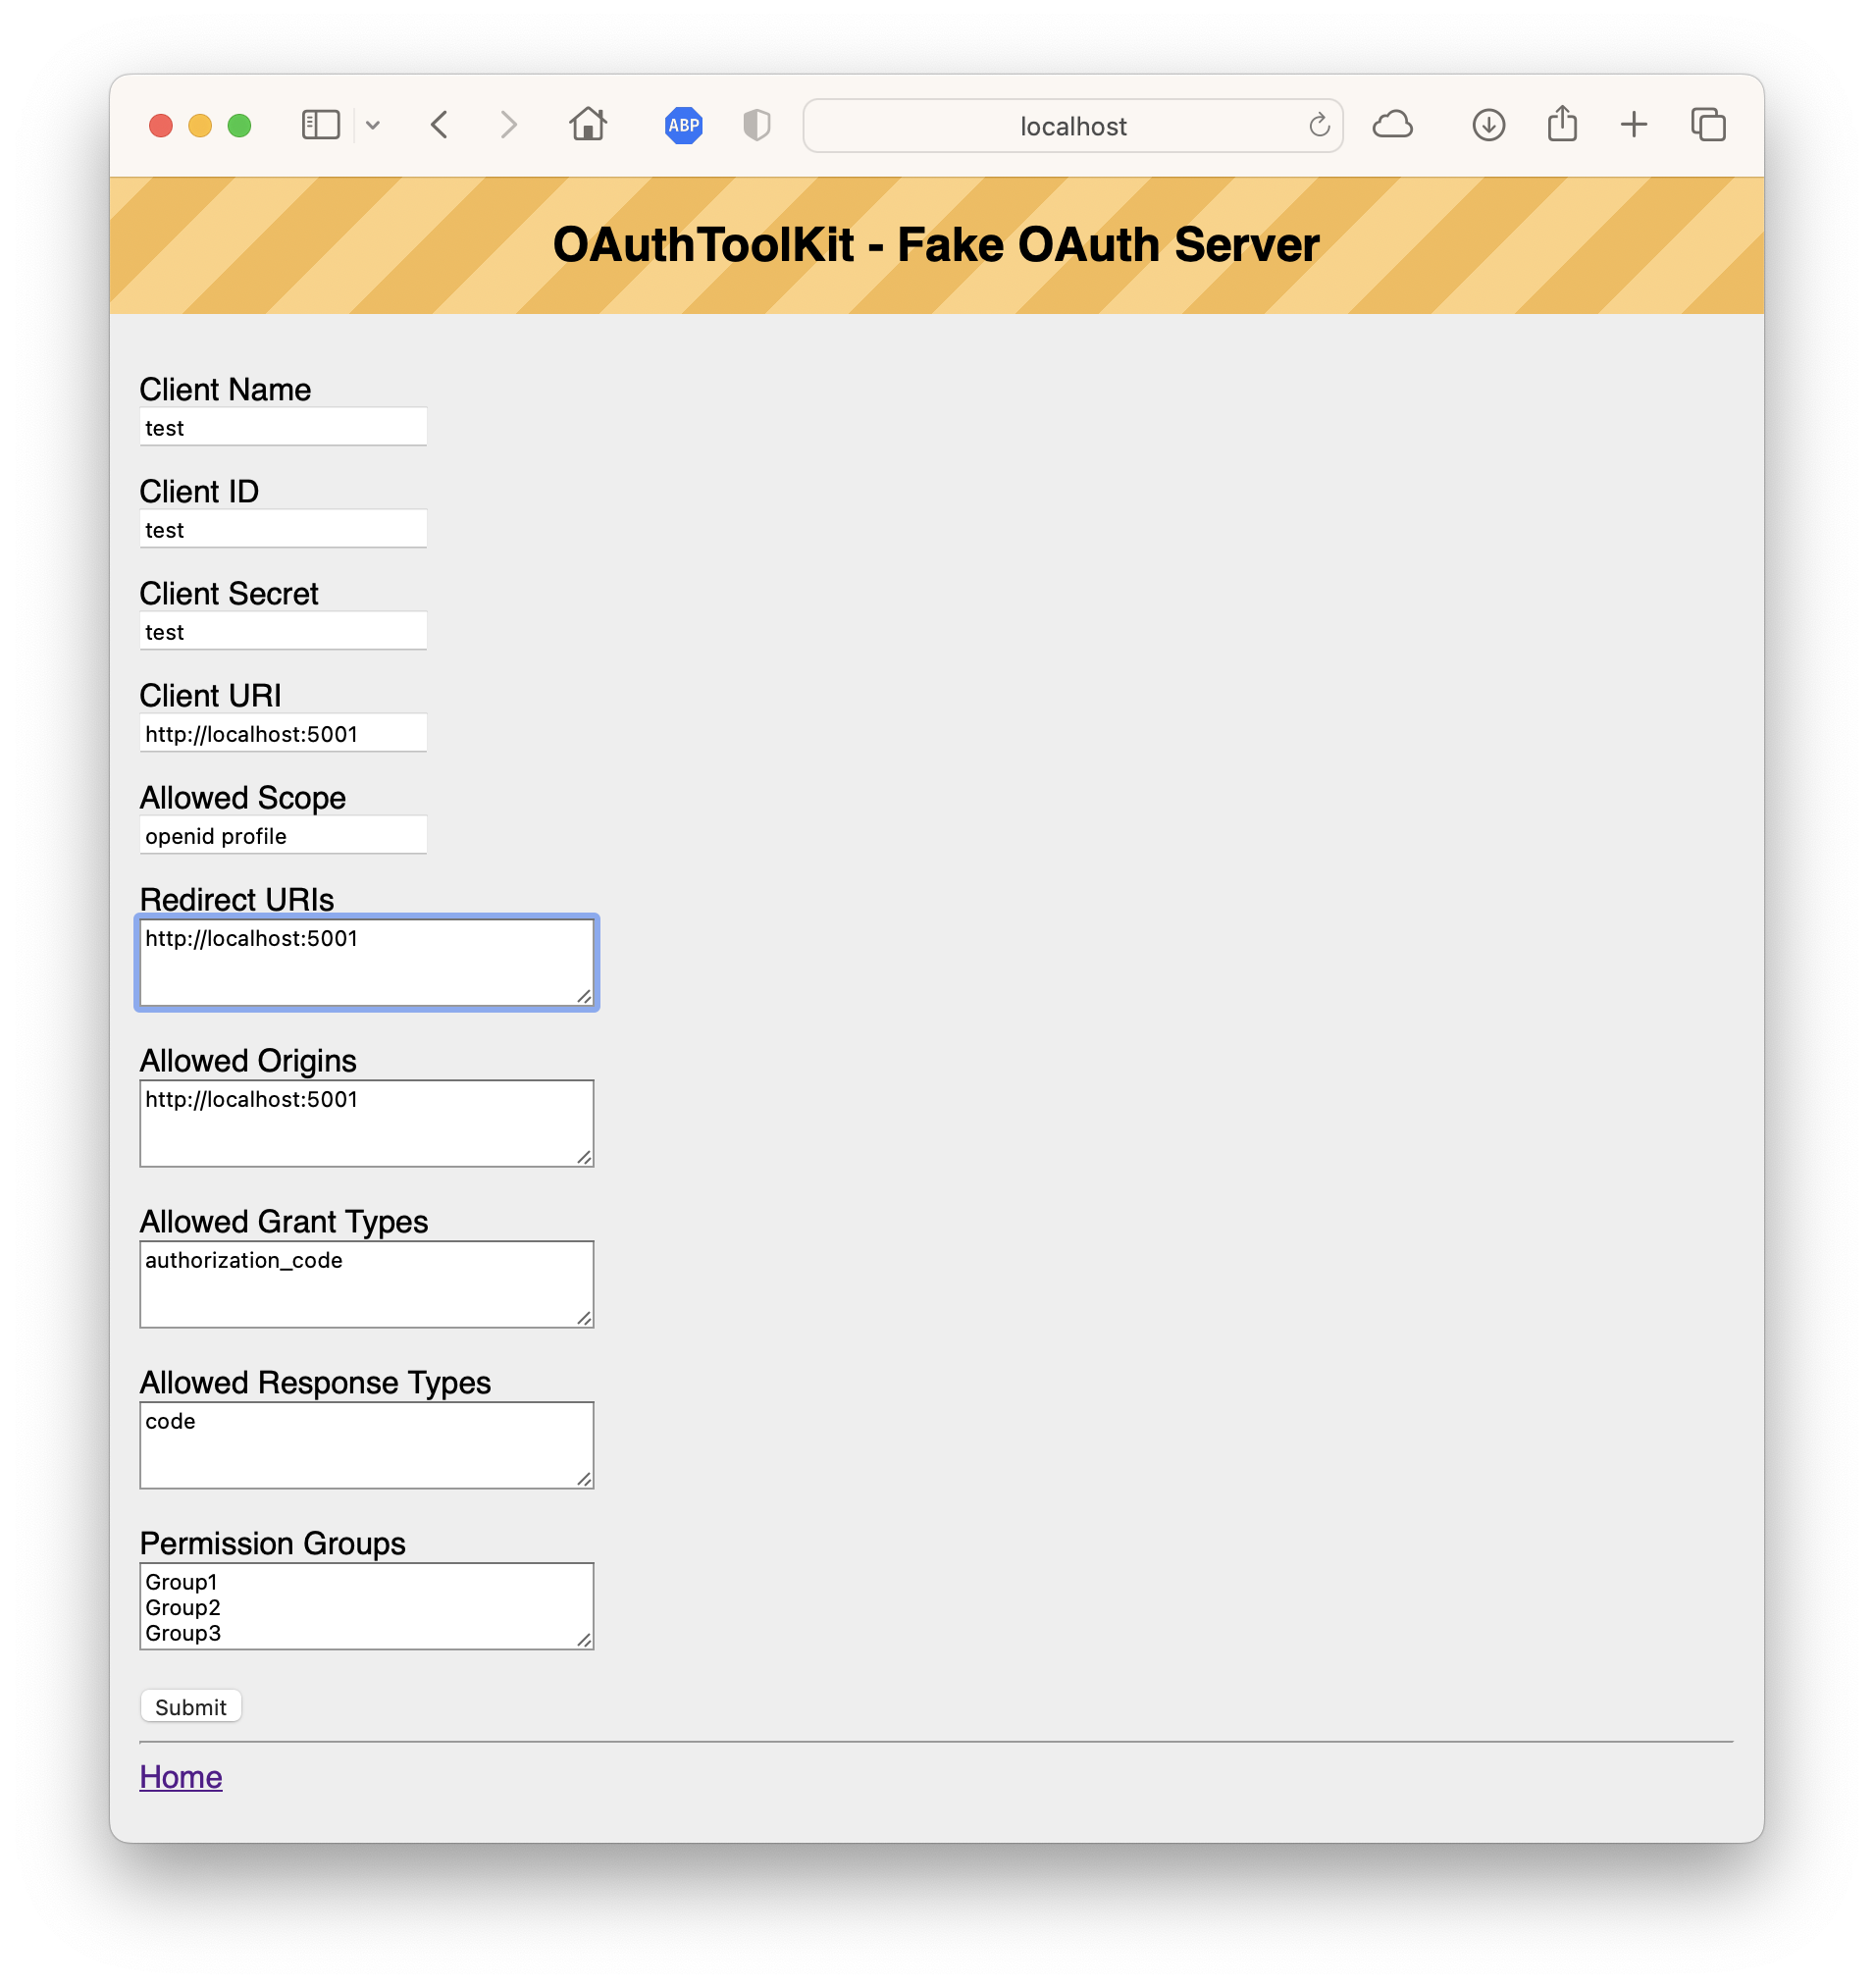 ABP
localhost
OAuthToolKit - Fake OAuth Server
Client Name
test
Client ID
test
Client Secret
test
Client URI
http://localhost:5001
Allowed Scope
openid profile
Redirect URIs
http://localhost:5001
Allowed Origins
http://localhost:5001
Allowed Grant Types
authorization_code
Allowed Response Types
code
Permission Groups
Group1
Group2
Group3
Submit
Home